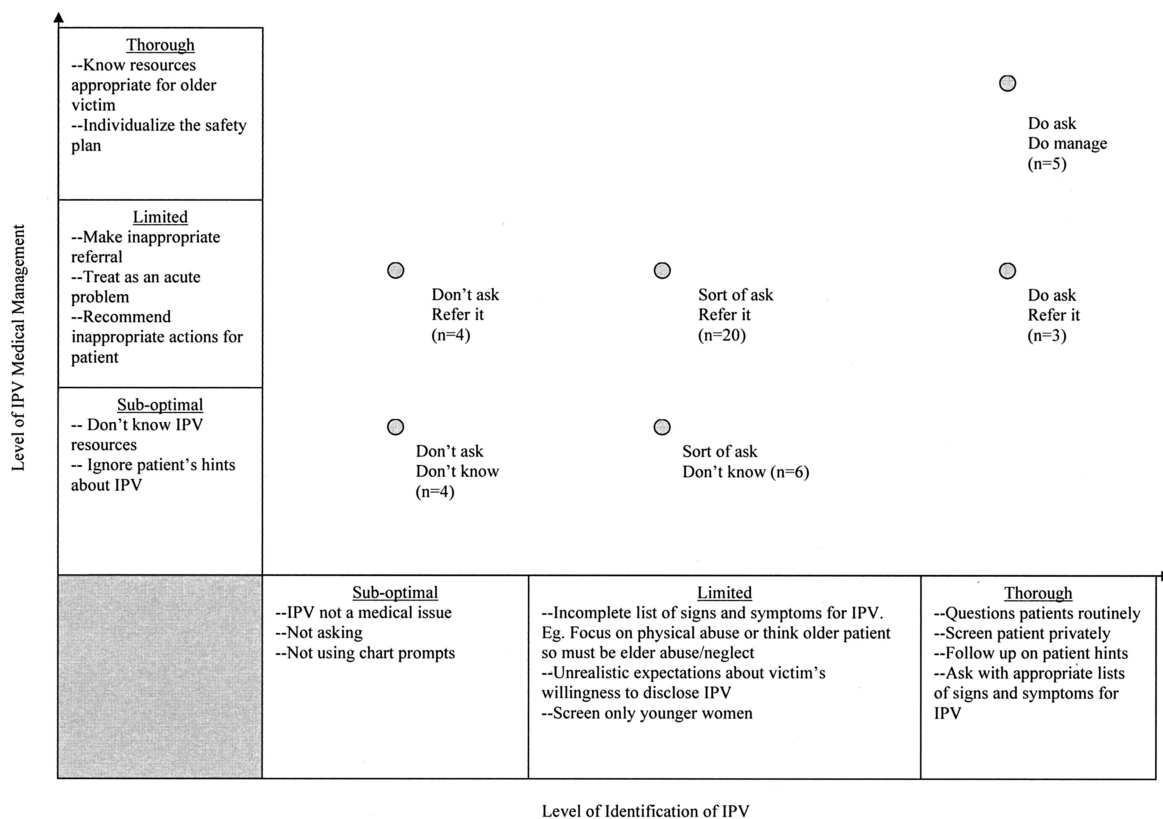 Level of IPV Medical Management
Thorough
--Know resources
appropriate for older
victim
--Individualize the safety
plan
Limited
--Make inappropriate
referral
--Treat as an acute
problem
--Recommend
inappropriate actions for
patient
Sub-optimal
-- Don't know IPV
resources
-- Ignore patient's hints
about IPV
Do ask
Do manage
(n=5)
Don't ask
Refer it
(n=4)
Sort of ask
Refer it
(n=20)
Do ask
Refer it
(n=3)
Don't ask
Don't know
(n=4)
Sort of ask
Don't know (n=6)
Sub-optimal
--IPV not a medical issue
--Not asking
--Not using chart prompts
Limited
--Incomplete list of signs and symptoms for IPV.
Eg. Focus on physical abuse or think older patient
so must be elder abuse/neglect
--Unrealistic expectations about victim's
willingness to disclose IPV
--Screen only younger women
Thorough
--Questions patients routinely
--Screen patient privately
--Follow up on patient hints
--Ask with appropriate lists
of signs and symptoms for
IPV
Level of Identification of IPV